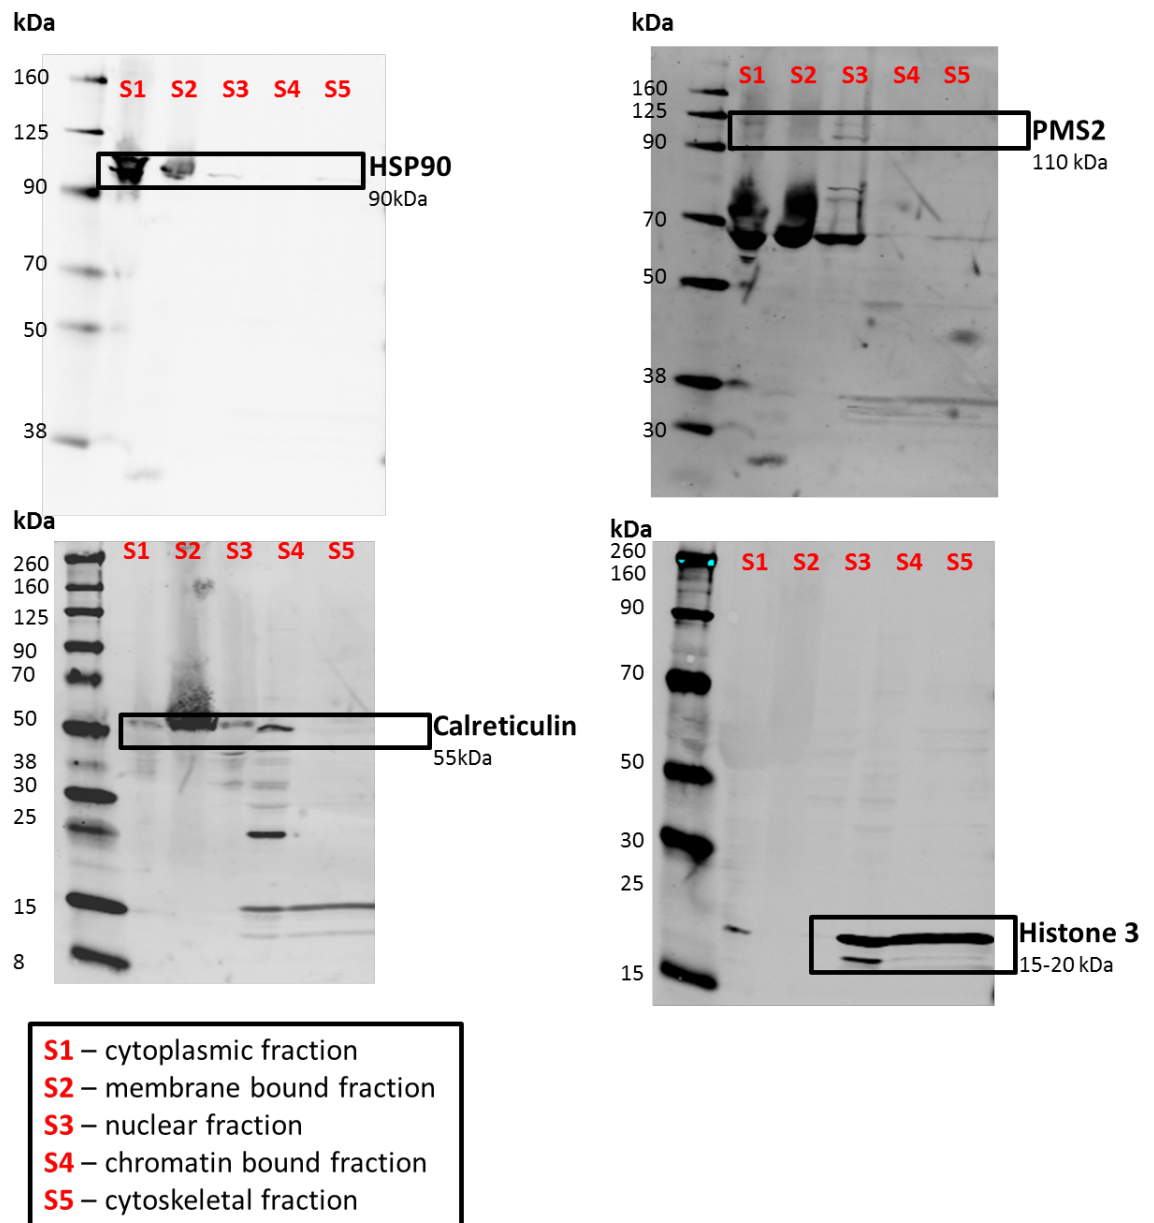 kDa
160
125
90
70
50
38
S1 S2 S3 S4 S5
HSP90
90kDa
kDa
160
125
90
70
50
38
30
S1 S2 S3 S4 S5
PMS2
110 kDa
kDa
260
160
125
90
70
50
38
30
25
15
8
S1 S2 S3 S4 S5
Calreticulin
55kDa
kDa
260
160
90
70
50
30
25
15
S1 S2 S3 S4 S5
Histone 3
15-20 kDa
S1 – cytoplasmic fraction
S2 – membrane bound fraction
S3 – nuclear fraction
S4 – chromatin bound fraction
S5 – cytoskeletal fraction